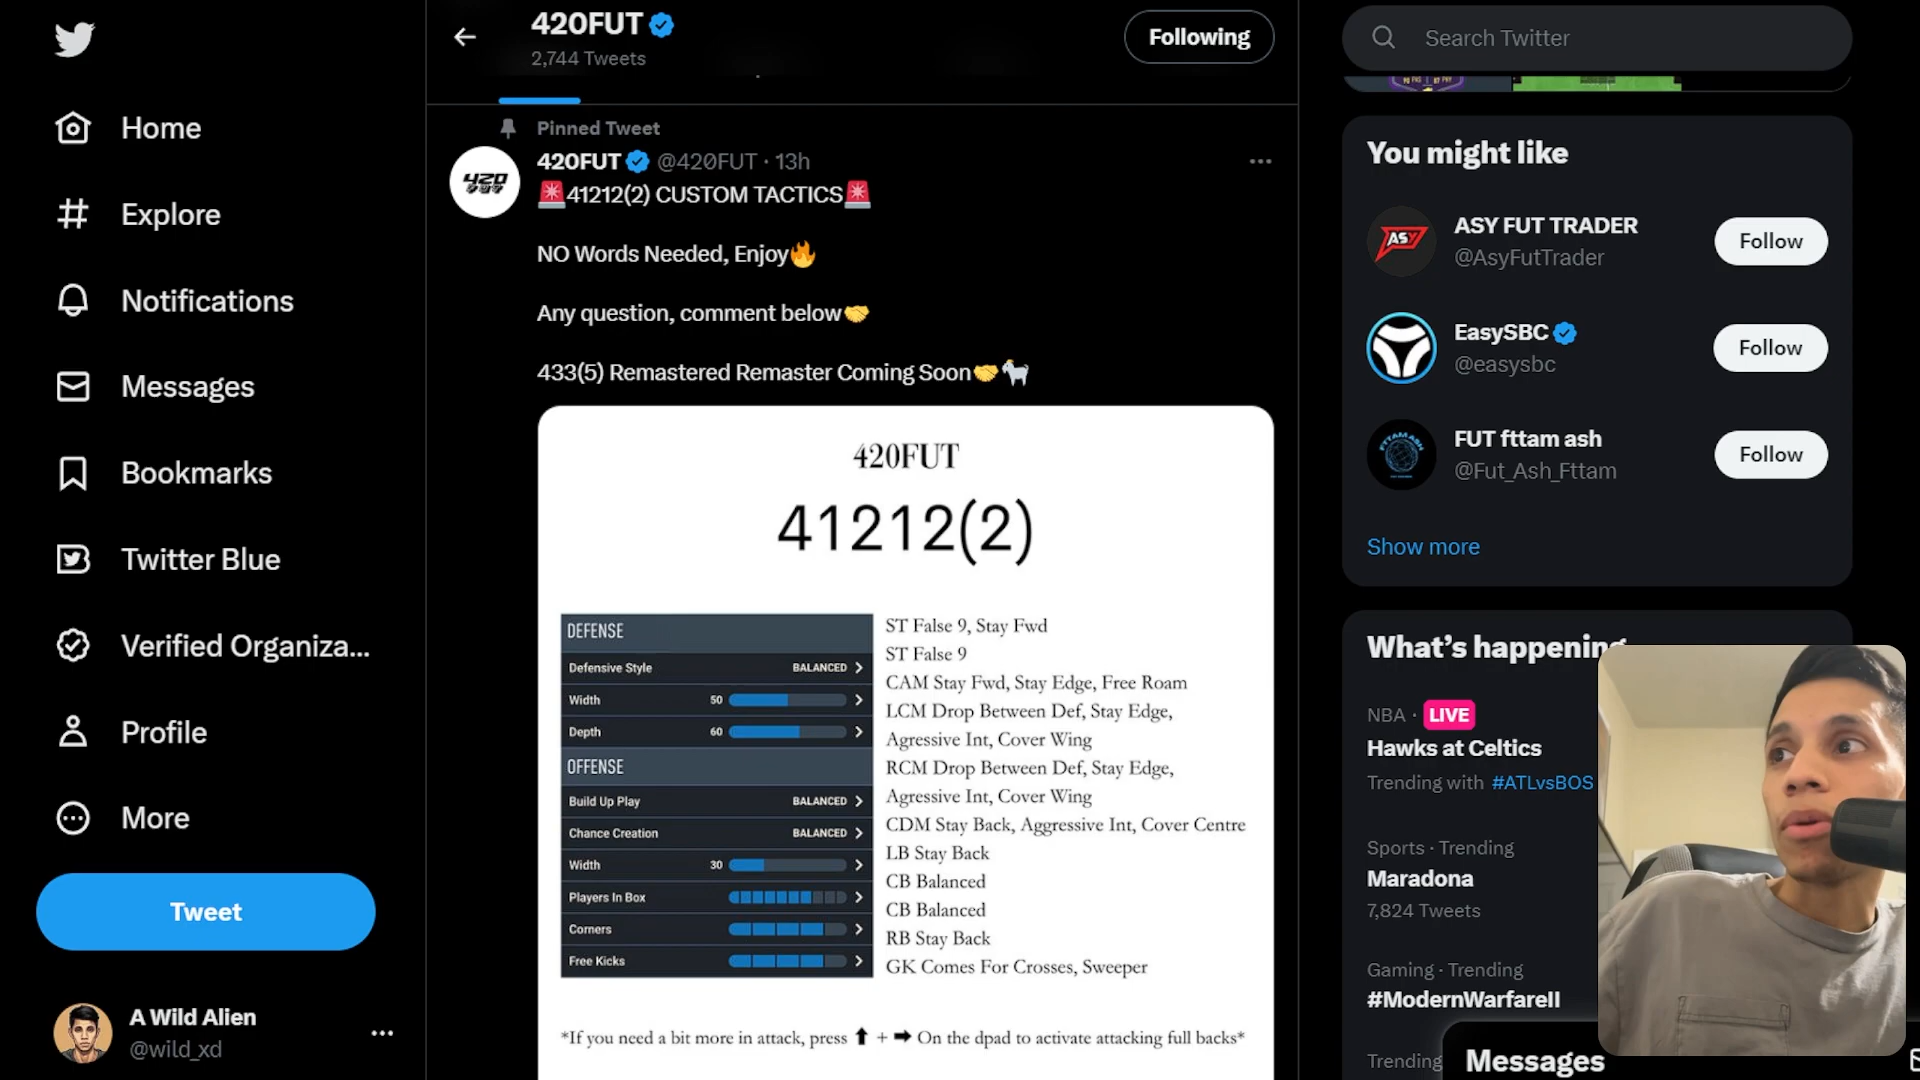 Home
Explore
Notifications
Messages
Bookmarks
Twitter Blue
Verified Organiza...
Profile
More
Tweet
A Wild Alien
@wild_xd
420FUT
2,744 Tweets
Following
Pinned Tweet
420FUT @420FUT · 13h
🚨41212(2) CUSTOM TACTICS🚨
NO Words Needed, Enjoy🔥
Any question, comment below🤝
433(5) Remastered Remaster Coming Soon🤝🐐
420FUT
41212(2)
DEFENSE
Defensive Style BALANCED
Width 50
Depth 60
OFFENSE
Build Up Play BALANCED
Chance Creation BALANCED
Width 30
Players In Box
Corners
Free Kicks
ST False 9, Stay Fwd
ST False 9
CAM Stay Fwd, Stay Edge, Free Roam
LCM Drop Between Def, Stay Edge,
Agressive Int, Cover Wing
RCM Drop Between Def, Stay Edge,
Agressive Int, Cover Wing
CDM Stay Back, Aggressive Int, Cover Centre
LB Stay Back
CB Balanced
CB Balanced
RB Stay Back
GK Comes For Crosses, Sweeper
*If you need a bit more in attack, press ⬆ + ➡ On the dpad to activate attacking full backs*
Search Twitter
You might like
ASY FUT TRADER
@AsyFutTrader
Follow
EasySBC
@easysbc
Follow
FUT fttam ash
@Fut_Ash_Fttam
Follow
Show more
What's happening
NBA · LIVE
Hawks at Celtics
Trending with #ATLvsBOS
Sports · Trending
Maradona
7,824 Tweets
Gaming · Trending
#ModernWarfareII
Trending
Messages